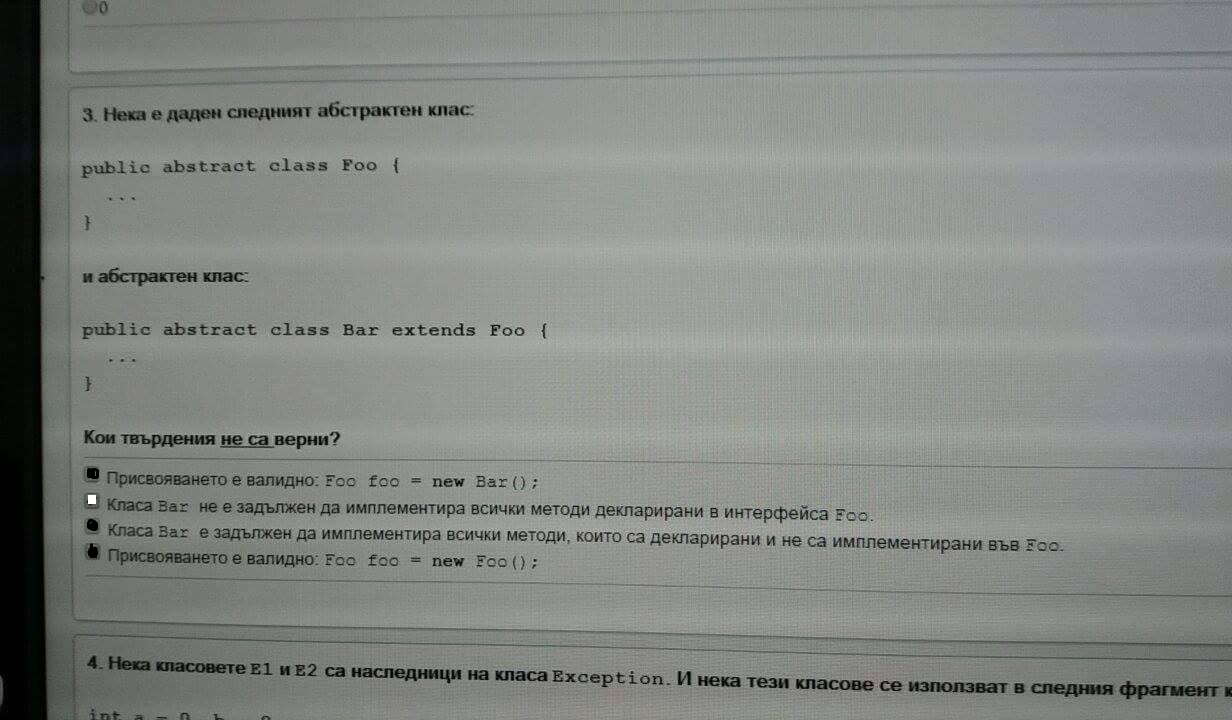 0
3. Нека е даден следният абстрактен клас:
public abstract class Foo {
...
}
и абстрактен клас:
public abstract class Bar extends Foo {
...
}
Кои твърдения не са верни?
Присвояването е валидно: Foo foo = new Bar();
Класа Bar не е задължен да имплементира всички методи декларирани в интерфейса Foo.
Класа Bar е задължен да имплементира всички методи, които са декларирани и не са имплементирани във Foo.
Присвояването е валидно: Foo foo = new Foo();
4. Нека класовете E1 и E2 са наследници на класа Exception. И нека тези класове се използват в следния фрагмент
int a = 0, b